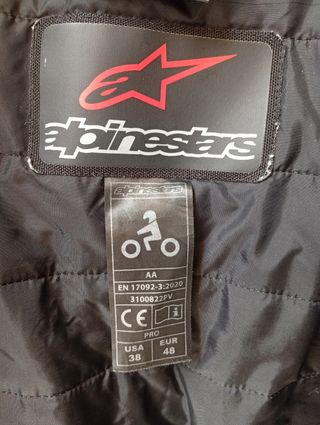 alpinestars
alpinestars
AA
EN 17092-3:2020
3100822PV
CE i
PRO
USA EUR
38 48